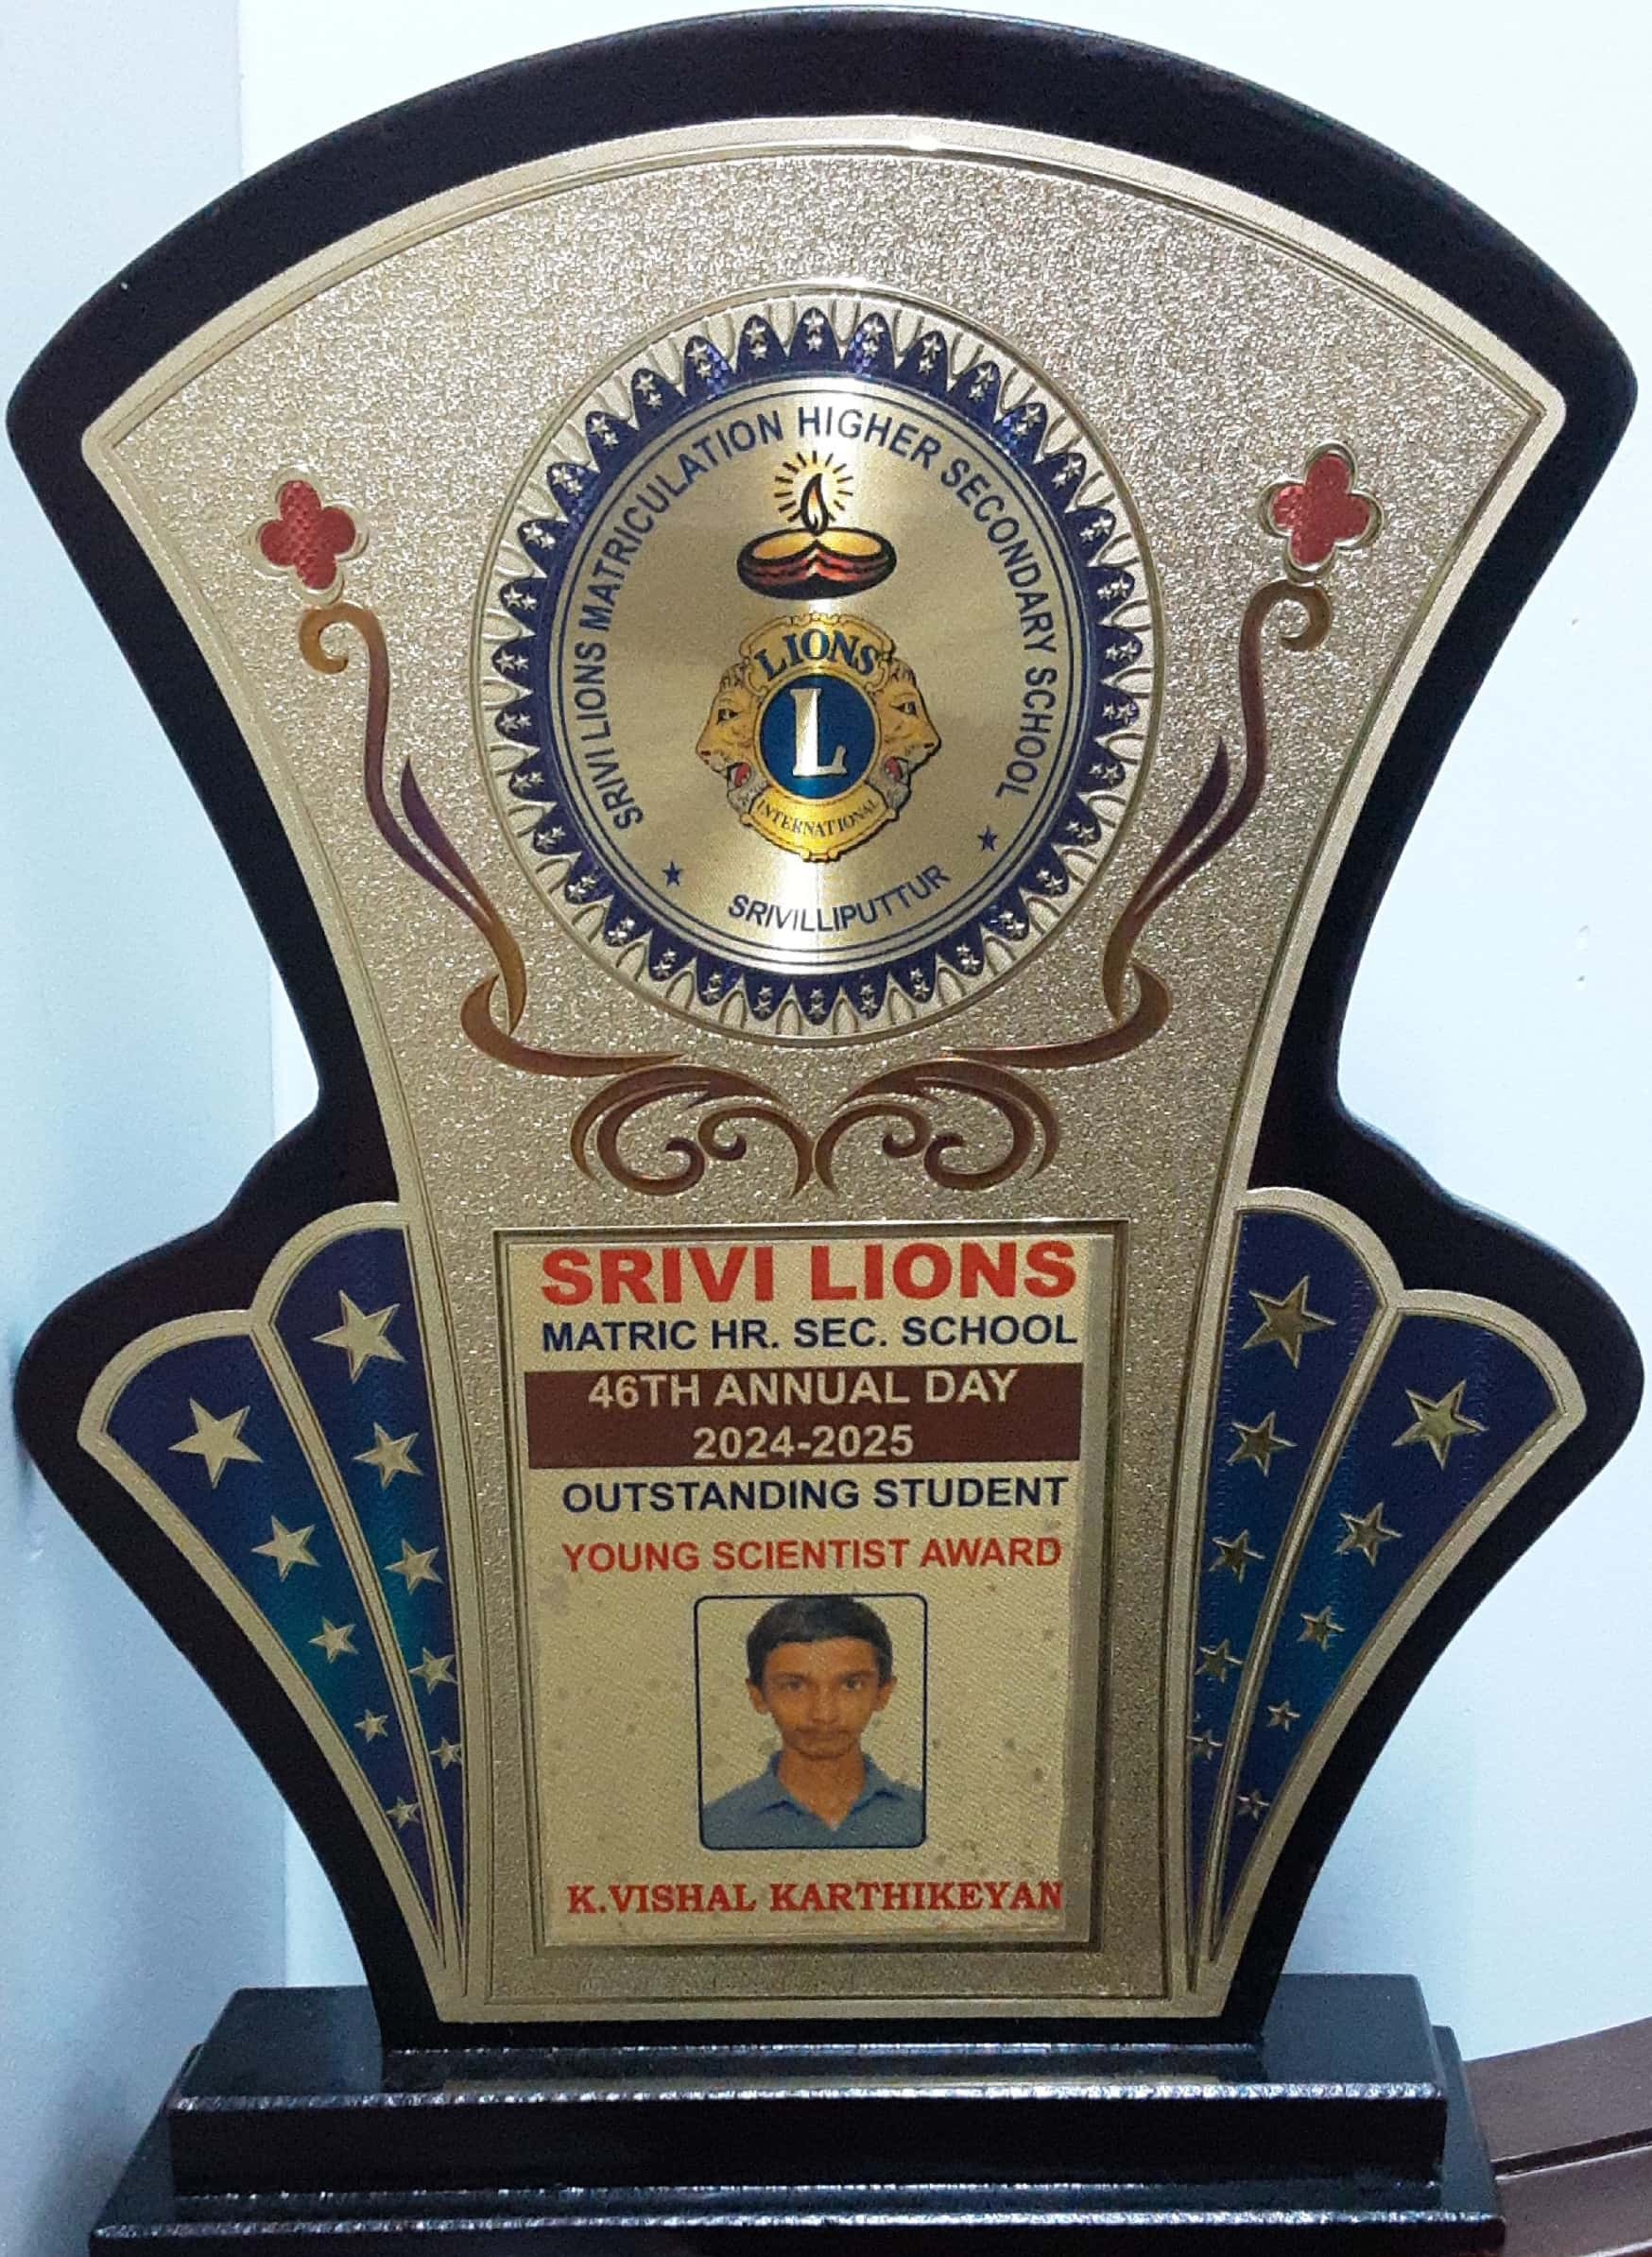 SRIVI LIONS MATRICULATION HIGHER SECONDARY SCHOOL
LIONS
L
INTERNATIONAL
SRIVILLIPUTTUR
SRIVI LIONS
MATRIC HR. SEC. SCHOOL
46TH ANNUAL DAY
2024-2025
OUTSTANDING STUDENT
YOUNG SCIENTIST AWARD
K.VISHAL KARTHIKEYAN